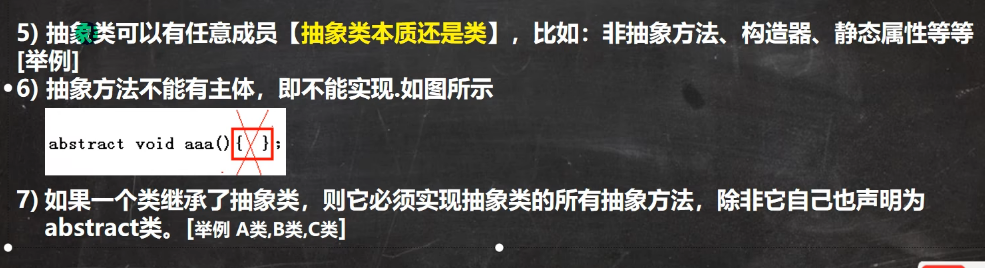 5) 抽象类可以有任意成员【抽象类本质还是类】，比如：非抽象方法、构造器、静态属性等等
[举例]
6) 抽象方法不能有主体，即不能实现.如图所示
abstract void aaa(){ };
7) 如果一个类继承了抽象类，则它必须实现抽象类的所有抽象方法，除非它自己也声明为
abstract类。[举例 A类,B类,C类]